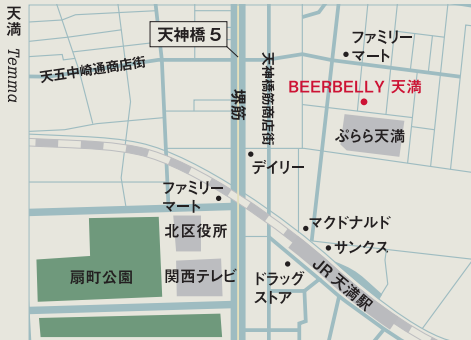 天満 Temma
天神橋 5
ファミリー
マート
天五中崎通商店街
天神橋筋商店街
BEERBELLY 天満
堺筋
ぷらら天満
デイリー
ファミリー
マート
マクドナルド
北区役所
サンクス
扇町公園
関西テレビ
ドラッグ
ストア
JR 天満駅